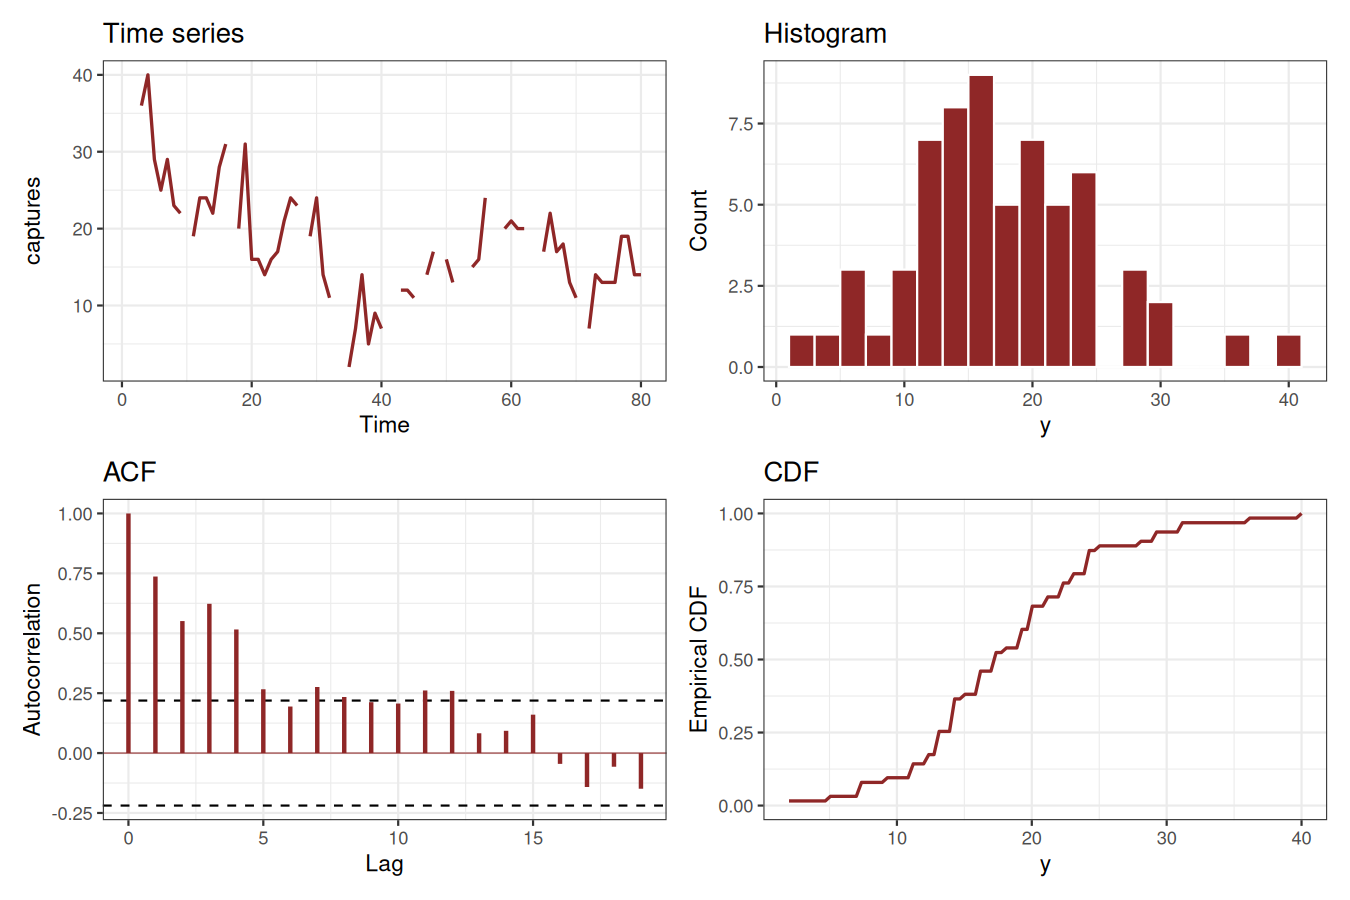 Time series
captures
40
30
20
10
0 20 40 60 80
Time
Histogram
Count
7.5
5.0
2.5
0.0
0 10 20 30 40
y
ACF
Autocorrelation
1.00
0.75
0.50
0.25
0.00
-0.25
0 5 10 15
Lag
CDF
Empirical CDF
1.00
0.75
0.50
0.25
0.00
10 20 30 40
y